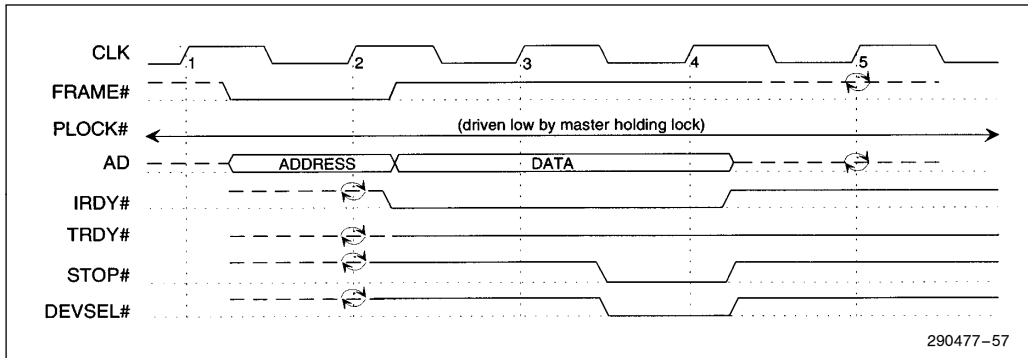 CLK
1 2 3 4 5
FRAME#
PLOCK# (driven low by master holding lock)
AD ADDRESS DATA
IRDY#
TRDY#
STOP#
DEVSEL#
290477–57